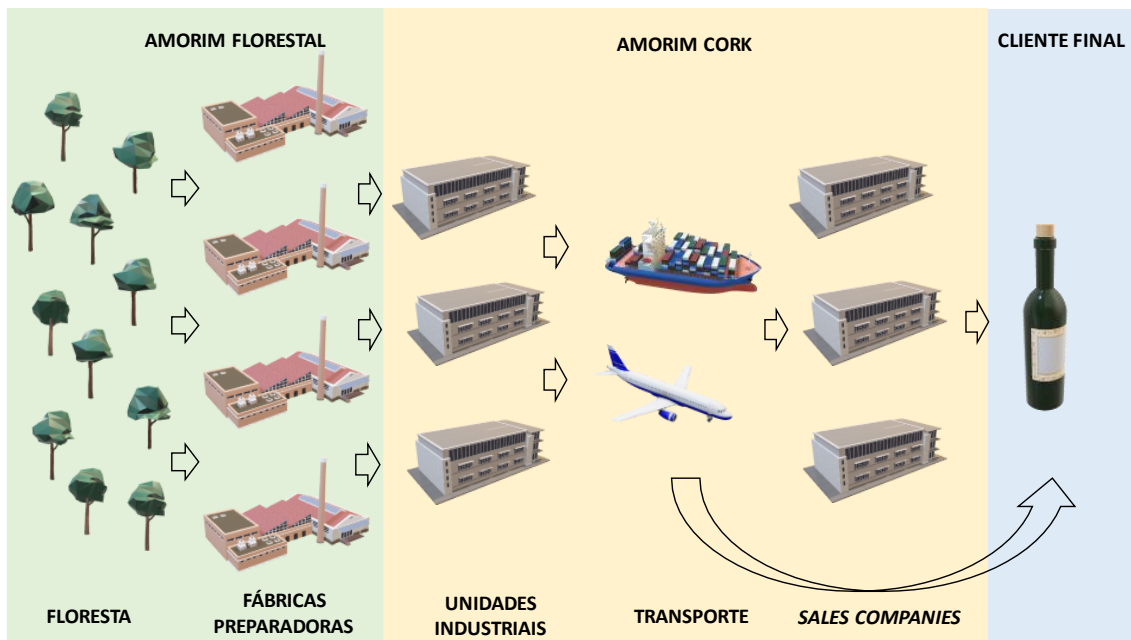 AMORIM FLORESTAL
AMORIM CORK
CLIENTE FINAL
FLORESTA
FÁBRICAS
PREPARADORAS
UNIDADES
INDUSTRIAIS
TRANSPORTE
SALES COMPANIES